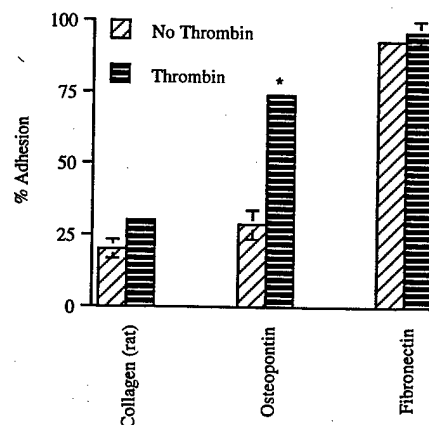 100
75
50
25
0
% Adhesion
No Thrombin
Thrombin
*
Collagen (rat)
Osteopontin
Fibronectin